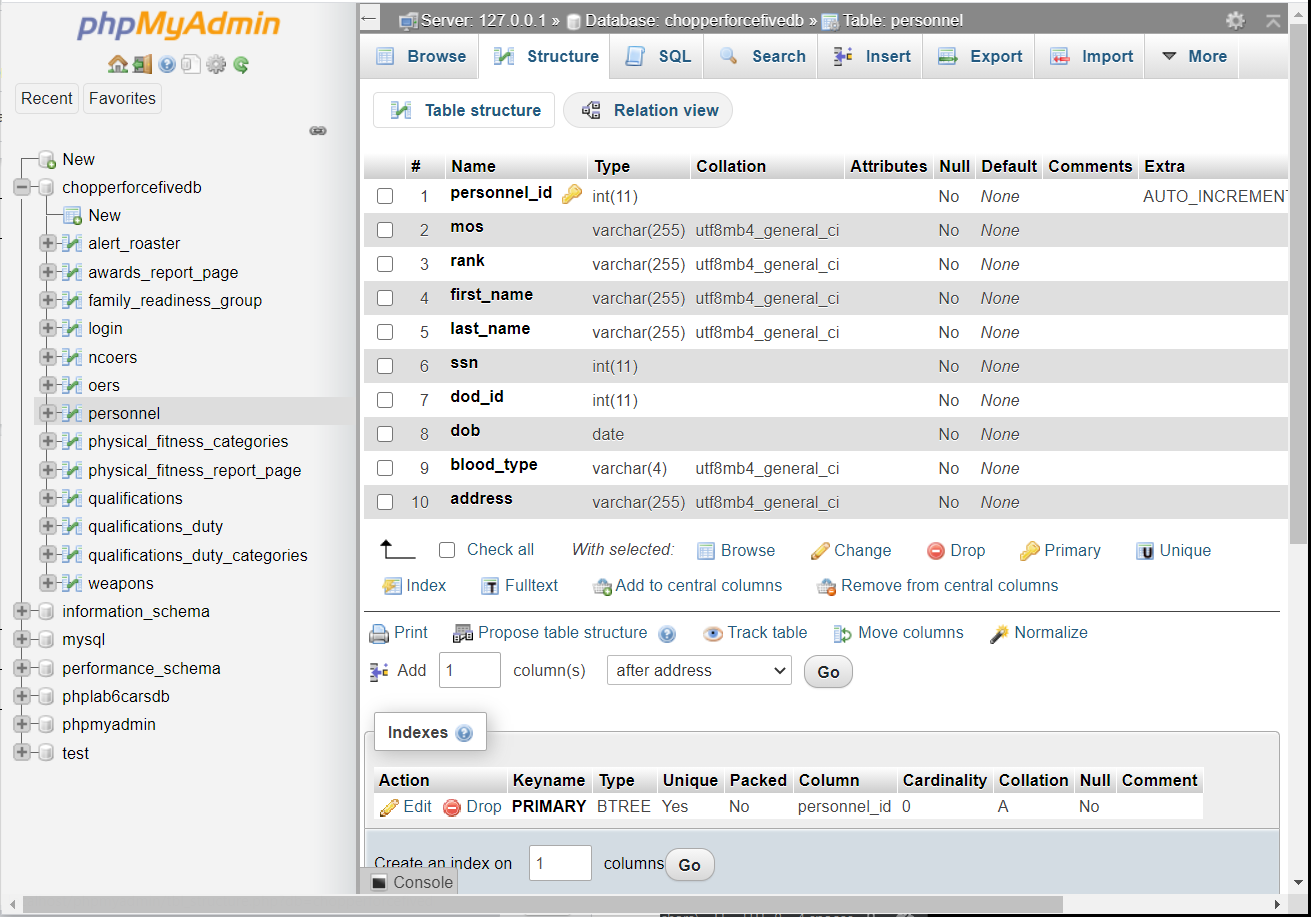 phpMyAdmin
Recent Favorites
New
chopperforcefivedb
New
alert_roaster
awards_report_page
family_readiness_group
login
ncoers
oers
personnel
physical_fitness_categories
physical_fitness_report_page
qualifications
qualifications_duty
qualifications_duty_categories
weapons
information_schema
mysql
performance_schema
phplab6carsdb
phpmyadmin
test
Server: 127.0.0.1 » Database: chopperforcefivedb » Table: personnel
Browse Structure SQL Search Insert Export Import More
Table structure Relation view
# Name Type Collation Attributes Null Default Comments Extra
1 personnel_id int(11) No None AUTO_INCREMENT
2 mos varchar(255) utf8mb4_general_ci No None
3 rank varchar(255) utf8mb4_general_ci No None
4 first_name varchar(255) utf8mb4_general_ci No None
5 last_name varchar(255) utf8mb4_general_ci No None
6 ssn int(11) No None
7 dod_id int(11) No None
8 dob date No None
9 blood_type varchar(4) utf8mb4_general_ci No None
10 address varchar(255) utf8mb4_general_ci No None
Check all With selected: Browse Change Drop Primary Unique
Index Fulltext Add to central columns Remove from central columns
Print Propose table structure Track table Move columns Normalize
Add 1 column(s) after address Go
Indexes
Action Keyname Type Unique Packed Column Cardinality Collation Null Comment
Edit Drop PRIMARY BTREE Yes No personnel_id 0 A No
Create an index on 1 columns Go
Console